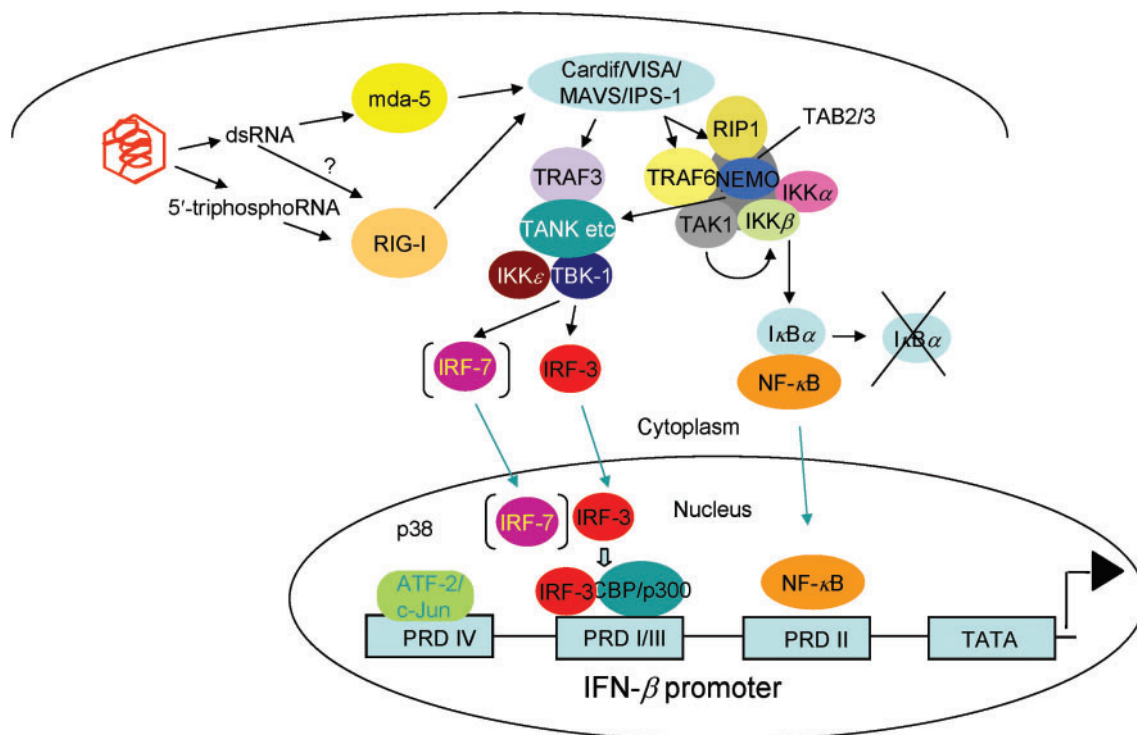 Cardif/VISA/
MAVS/IPS-1
mda-5
RIP1
TAB2/3
dsRNA
?
TRAF3
TRAF6
NEMO
IKKα
5′-triphosphoRNA
RIG-I
TANK etc
TAK1
IKKβ
IKKε
TBK-1
IκBα
IκBα
IRF-7
IRF-3
NF-κB
Cytoplasm
IRF-7
IRF-3
Nucleus
p38
ATF-2/
c-Jun
IRF-3
CBP/p300
NF-κB
PRD IV
PRD I/III
PRD II
TATA
IFN-β promoter